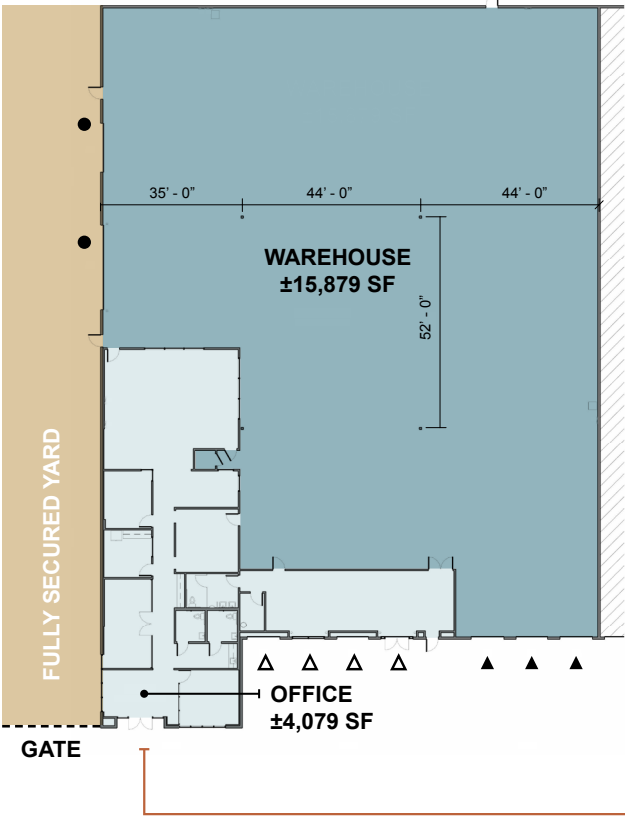 35' - 0"
44' - 0"
44' - 0"
WAREHOUSE
±15,879 SF
52' - 0"
FULLY SECURED YARD
OFFICE
±4,079 SF
GATE